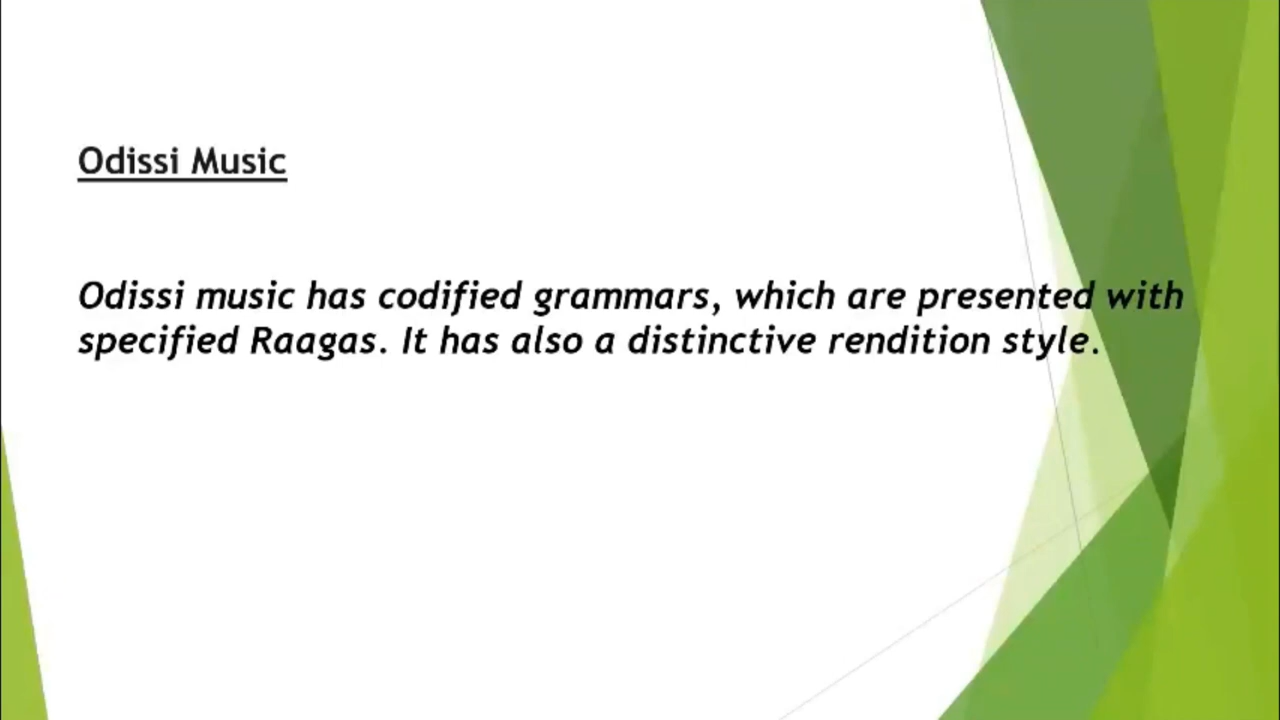 Odissi Music
Odissi music has codified grammars, which are presented with
specified Raagas. It has also a distinctive rendition style.